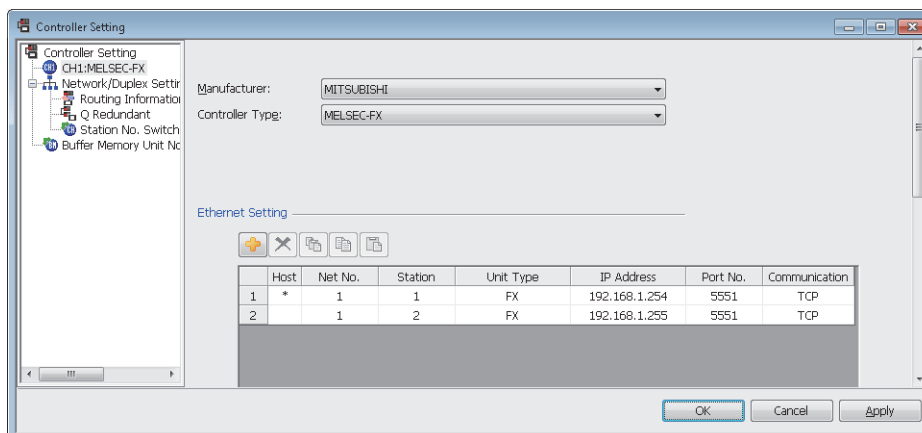 Controller Setting
Controller Setting
CH1:MELSEC-FX
Network/Duplex Settin
Routing Information
Q Redundant
Station No. Switch
Buffer Memory Unit No
Manufacturer: MITSUBISHI
Controller Type: MELSEC-FX
Ethernet Setting
Host Net No. Station Unit Type IP Address Port No. Communication
1 * 1 1 FX 192.168.1.254 5551 TCP
2 1 2 FX 192.168.1.255 5551 TCP
OK Cancel Apply